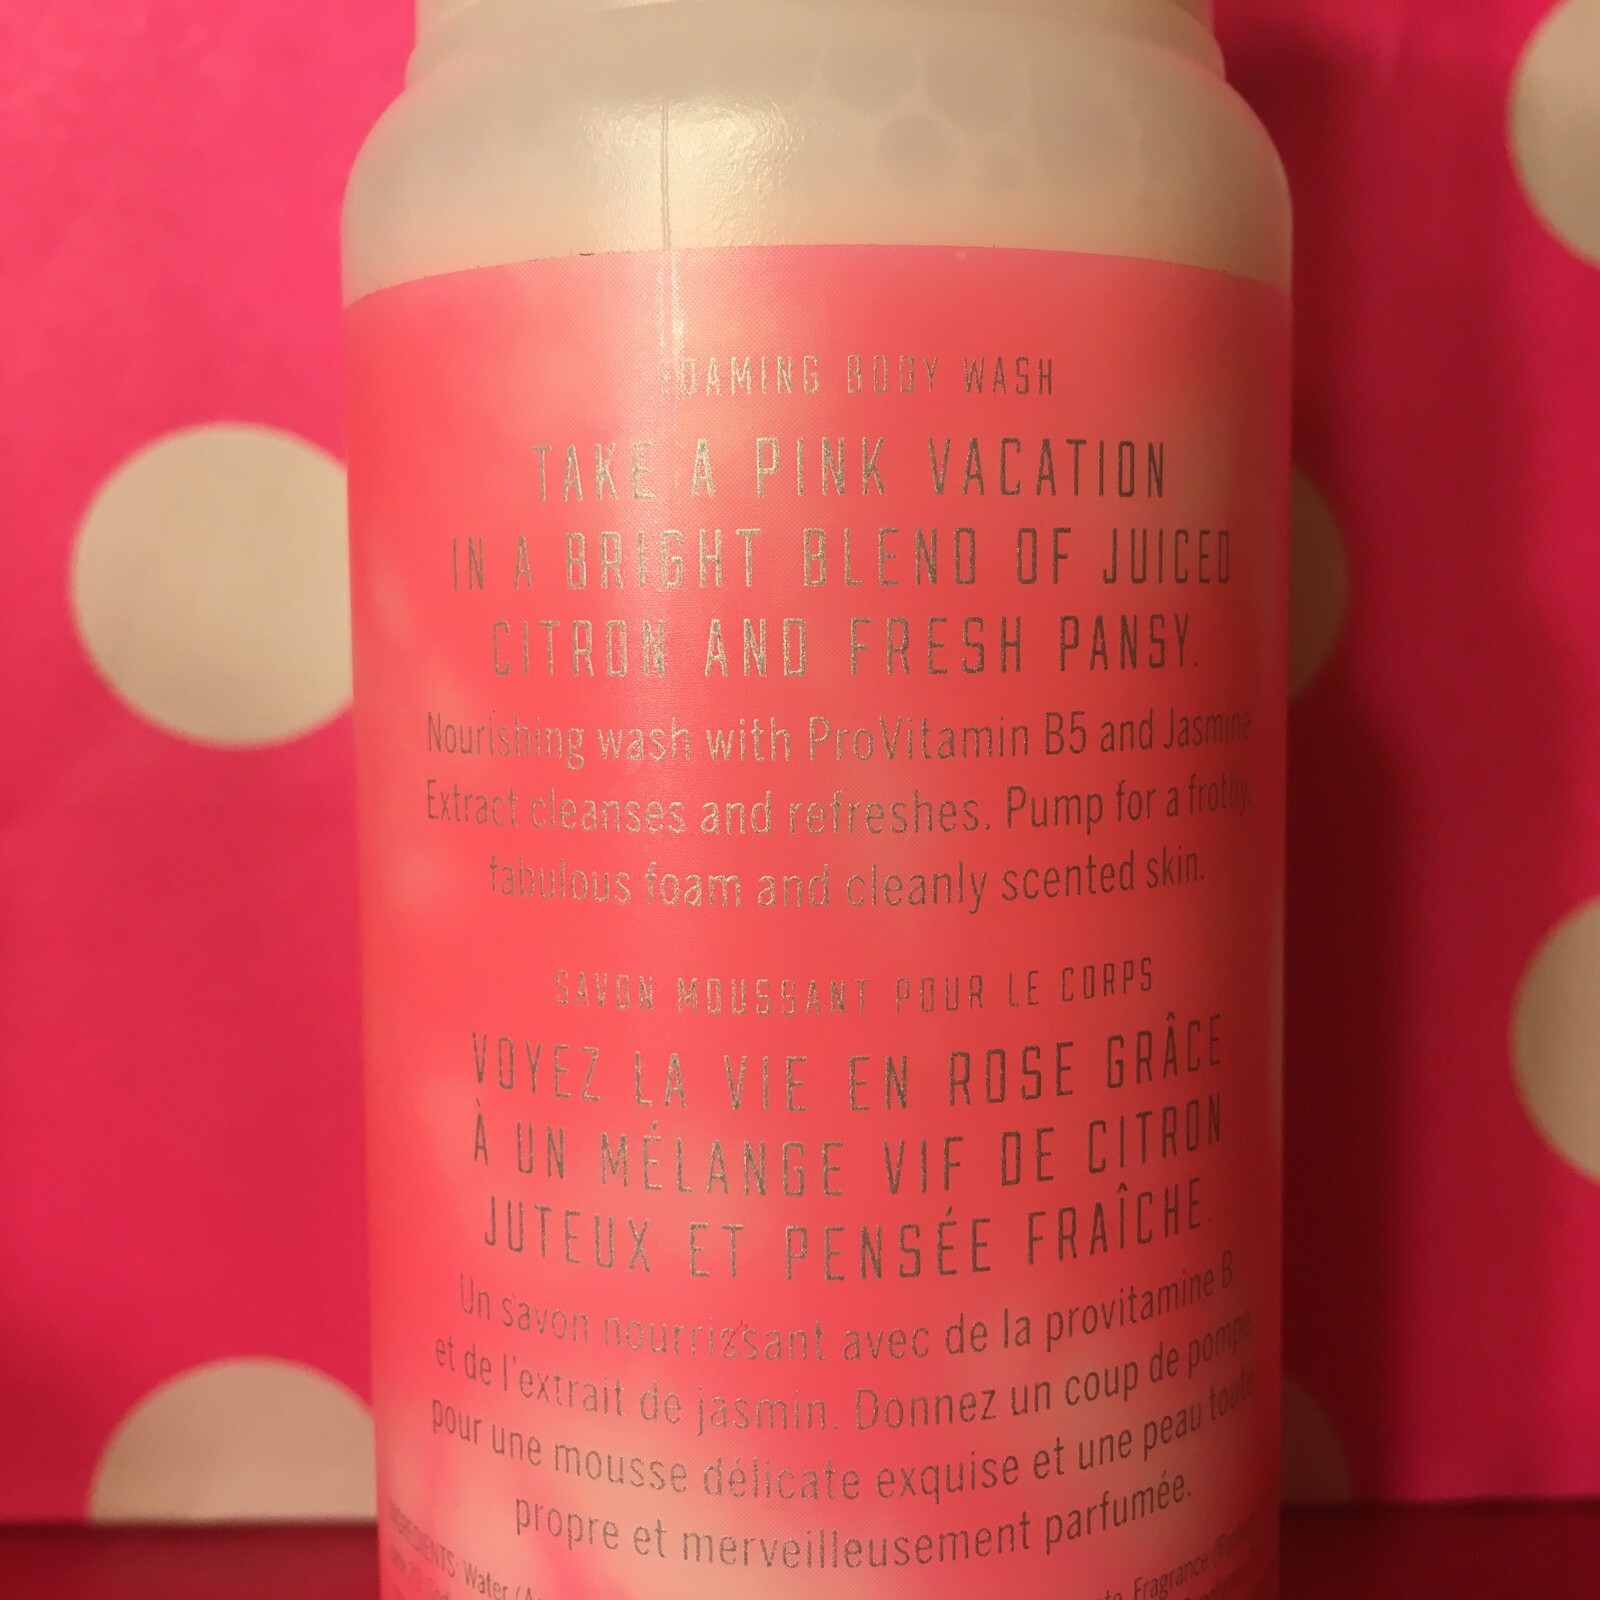 FOAMING BODY WASH
TAKE A PINK VACATION
IN A BRIGHT BLEND OF JUICED
CITRON AND FRESH PANSY.
Nourishing wash with ProVitamin B5 and Jasmine
Extract cleanses and refreshes. Pump for a frothy,
fabulous foam and cleanly scented skin.
SAVON MOUSSANT POUR LE CORPS
VOYEZ LA VIE EN ROSE GRÂCE
À UN MÉLANGE VIF DE CITRON
JUTEUX ET PENSÉE FRAÎCHE.
Un savon nourrissant avec de la provitamine B
et de l'extrait de jasmin. Donnez un coup de pompe
pour une mousse délicate exquise et une peau toute
propre et merveilleusement parfumée.
INGREDIENTS: Water Fragrance